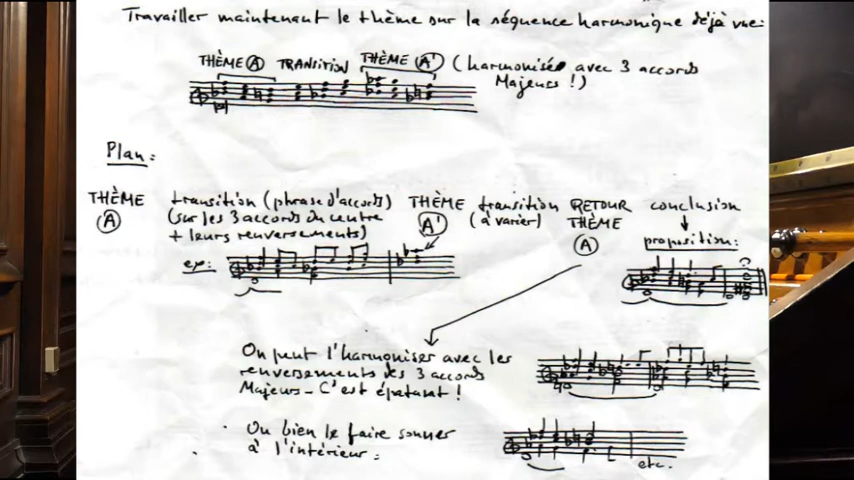 Travailler maintenant le thème sur la séquence harmonique déjà vue:
THÈME A TRANSITION THÈME A' (harmonisée avec 3 accords
Majeurs !)
Plan:
THÈME
A
transition (phrase d'accords)
(sur les 3 accords du centre
+ leurs renversements)
THÈME
A'
transition
(à varier)
RETOUR
THÈME
A
conclusion
proposition:
?
ex:
On peut l'harmoniser avec les
renversements des 3 accords
Majeurs - C'est épatant !
Ou bien le faire sonner
à l'intérieur:
etc.